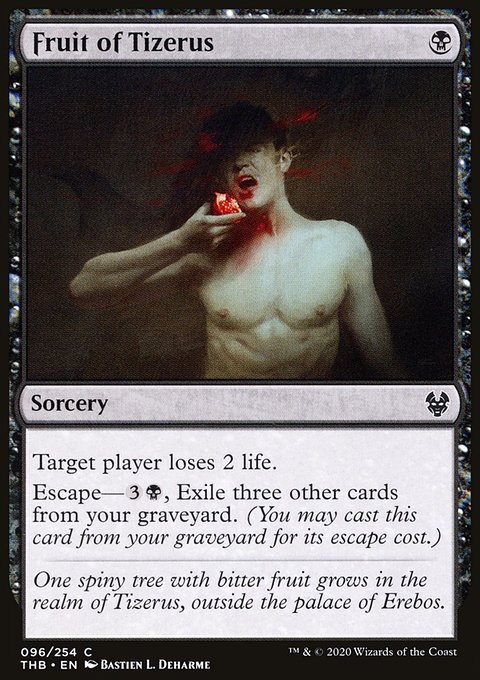 Fruit of Tizerus
Sorcery
Target player loses 2 life.
Escape—3, Exile three other cards
from your graveyard. (You may cast this
card from your graveyard for its escape cost.)
One spiny tree with bitter fruit grows in the
realm of Tizerus, outside the palace of Erebos.
096/254 C
THB • EN Bastien L. Deharme
™ & © 2020 Wizards of the Coast